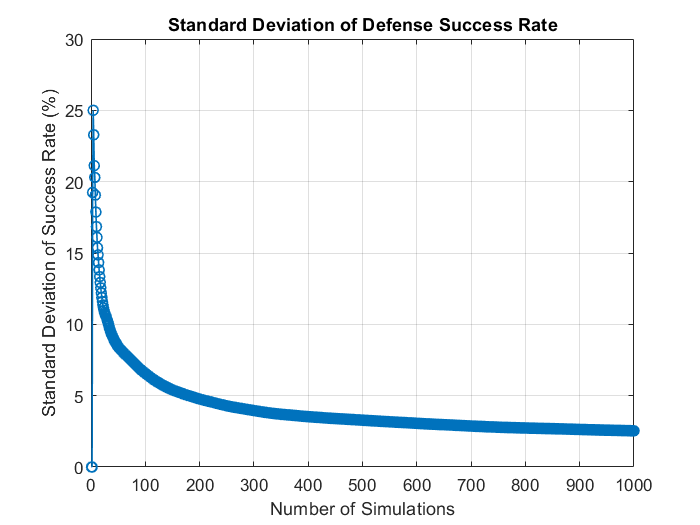 Standard Deviation of Defense Success Rate
Standard Deviation of Success Rate (%)
30
25
20
15
10
5
0
0 100 200 300 400 500 600 700 800 900 1000
Number of Simulations